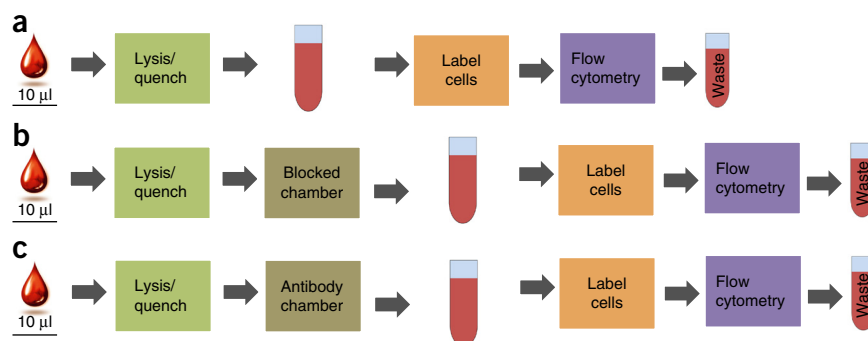 a
10 µl
Lysis/
quench
Label
cells
Flow
cytometry
Waste
b
10 µl
Lysis/
quench
Blocked
chamber
Label
cells
Flow
cytometry
Waste
c
10 µl
Lysis/
quench
Antibody
chamber
Label
cells
Flow
cytometry
Waste